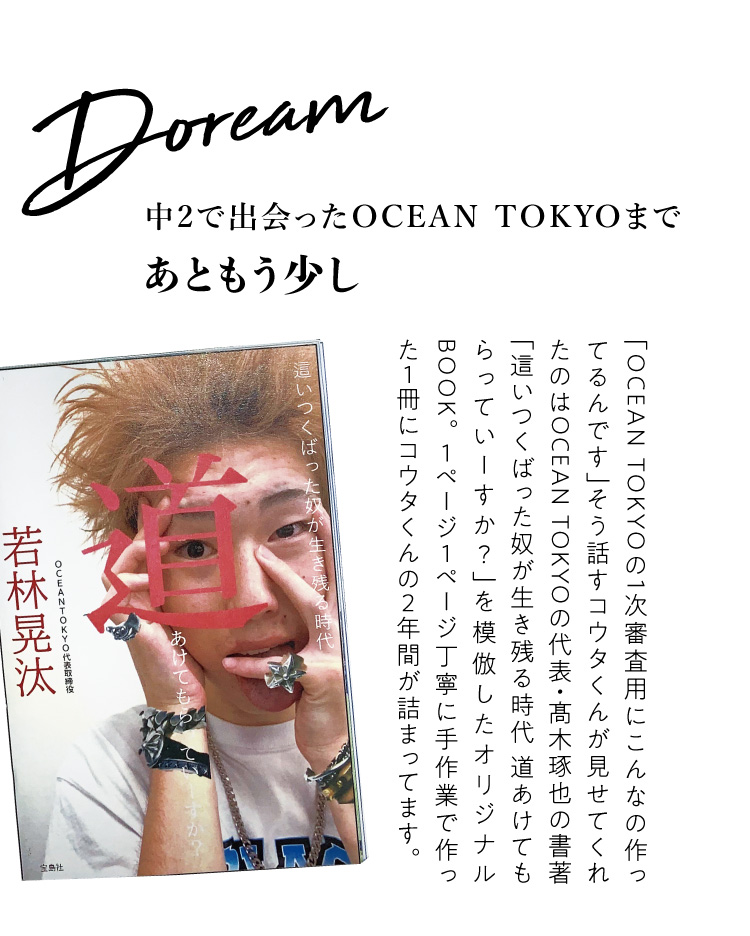 Doream
中2で出会ったOCEAN TOKYOまで
あともう少し
「OCEAN TOKYOの1次審査用にこんなの作っ
てるんです」そう話すコウタくんが見せてくれ
たのはOCEAN TOKYOの代表・髙木琢也の書著
「這いつくばった奴が生き残る時代 道あけても
らっていーすか？」を模倣したオリジナル
BOOK。1ページ1ページ丁寧に手作業で作っ
た1冊にコウタくんの2年間が詰まってます。
這いつくばった奴が生き残る時代
道
あけてもらっていーすか？
OCEANTOKYO代表取締役
若林晃汰
宝島社